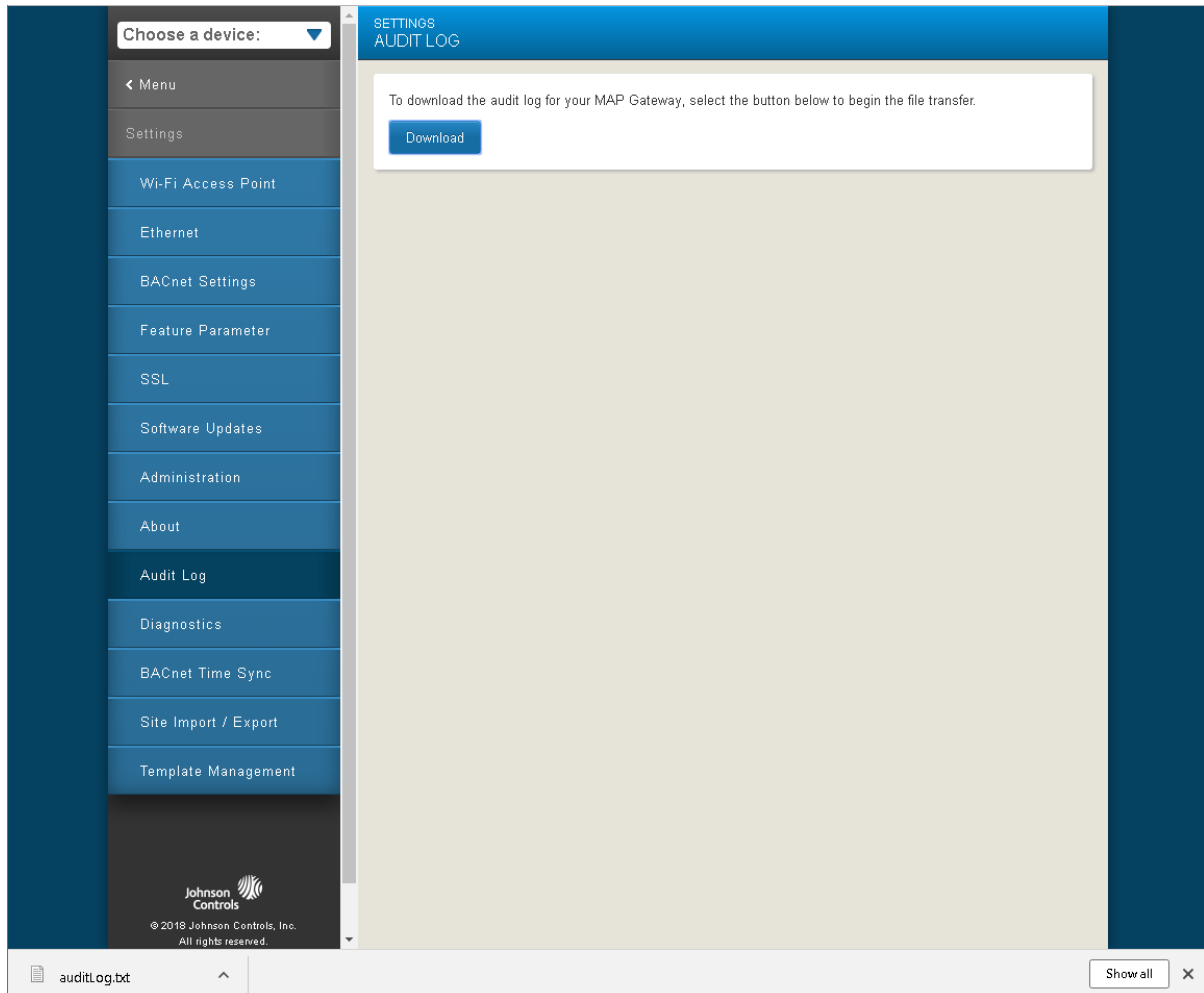 Choose a device:
Menu
Settings
Wi-Fi Access Point
Ethernet
BACnet Settings
Feature Parameter
SSL
Software Updates
Administration
About
Audit Log
Diagnostics
BACnet Time Sync
Site Import / Export
Template Management
Johnson
Controls
© 2018 Johnson Controls, Inc.
All rights reserved.
SETTINGS
AUDIT LOG
To download the audit log for your MAP Gateway, select the button below to begin the file transfer.
Download
auditLog.txt
Show all